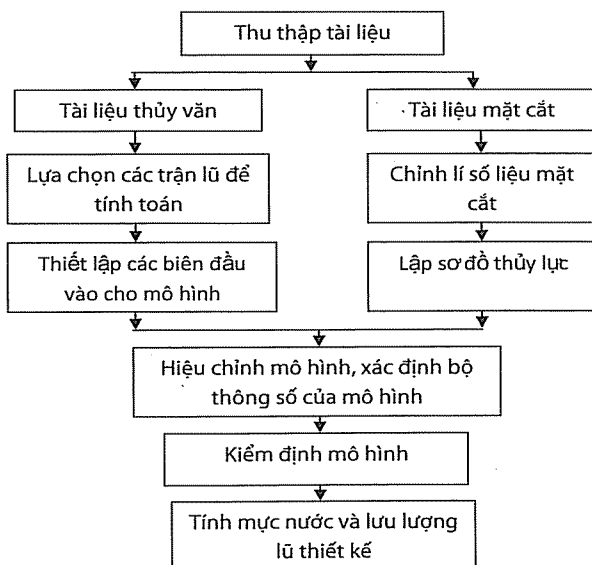 Thu thập tài liệu
Tài liệu thủy văn
Tài liệu mặt cắt
Lựa chọn các trận lũ để
tính toán
Chỉnh lí số liệu mặt
cắt
Thiết lập các biên đầu
vào cho mô hình
Lập sơ đồ thủy lực
Hiệu chỉnh mô hình, xác định bộ
thông số của mô hình
Kiểm định mô hình
Tính mực nước và lưu lượng
lũ thiết kế